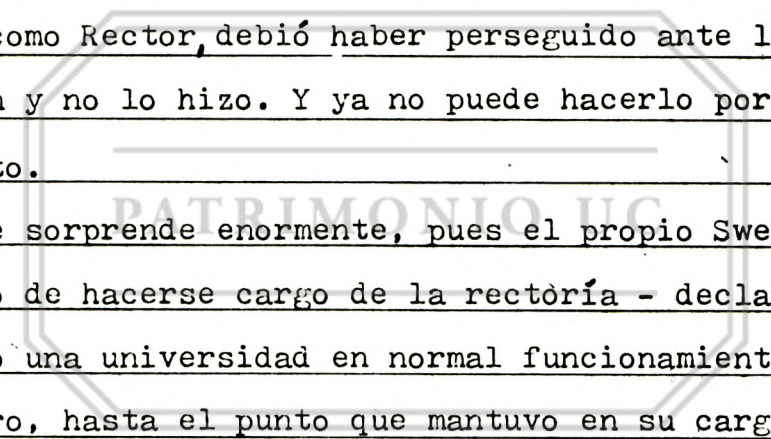 como Rector, debió haber perseguido ante l
y no lo hizo. Y ya no puede hacerlo por
to.
PATRIMONIO UC
sorprende enormemente, pues el propio Swe
de hacerse cargo de la rectoría - decla
una universidad en normal funcionamient
ro, hasta el punto que mantuvo en su carg